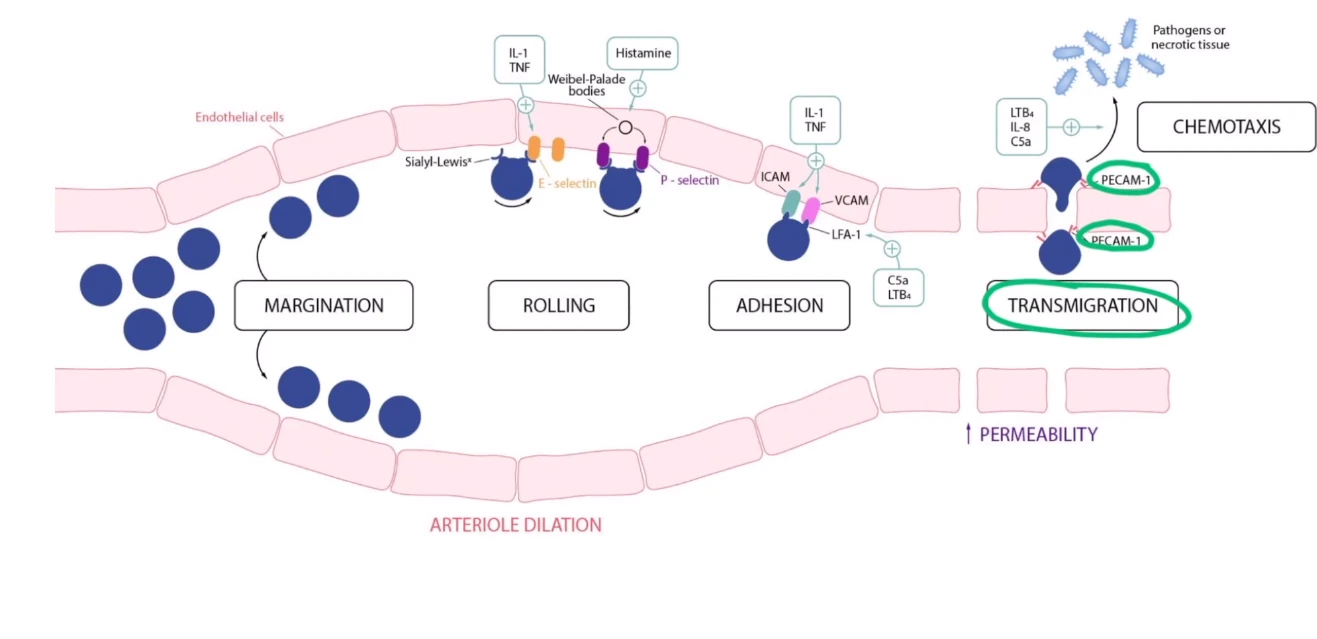 IL-1
TNF
Histamine
Weibel-Palade
bodies
Endothelial cells
Sialyl-Lewisˣ
E - selectin
P - selectin
IL-1
TNF
ICAM
VCAM
LFA-1
C5a
LTB₄
Pathogens or
necrotic tissue
LTB₄
IL-8
C5a
CHEMOTAXIS
PECAM-1
PECAM-1
MARGINATION
ROLLING
ADHESION
TRANSMIGRATION
↑ PERMEABILITY
ARTERIOLE DILATION